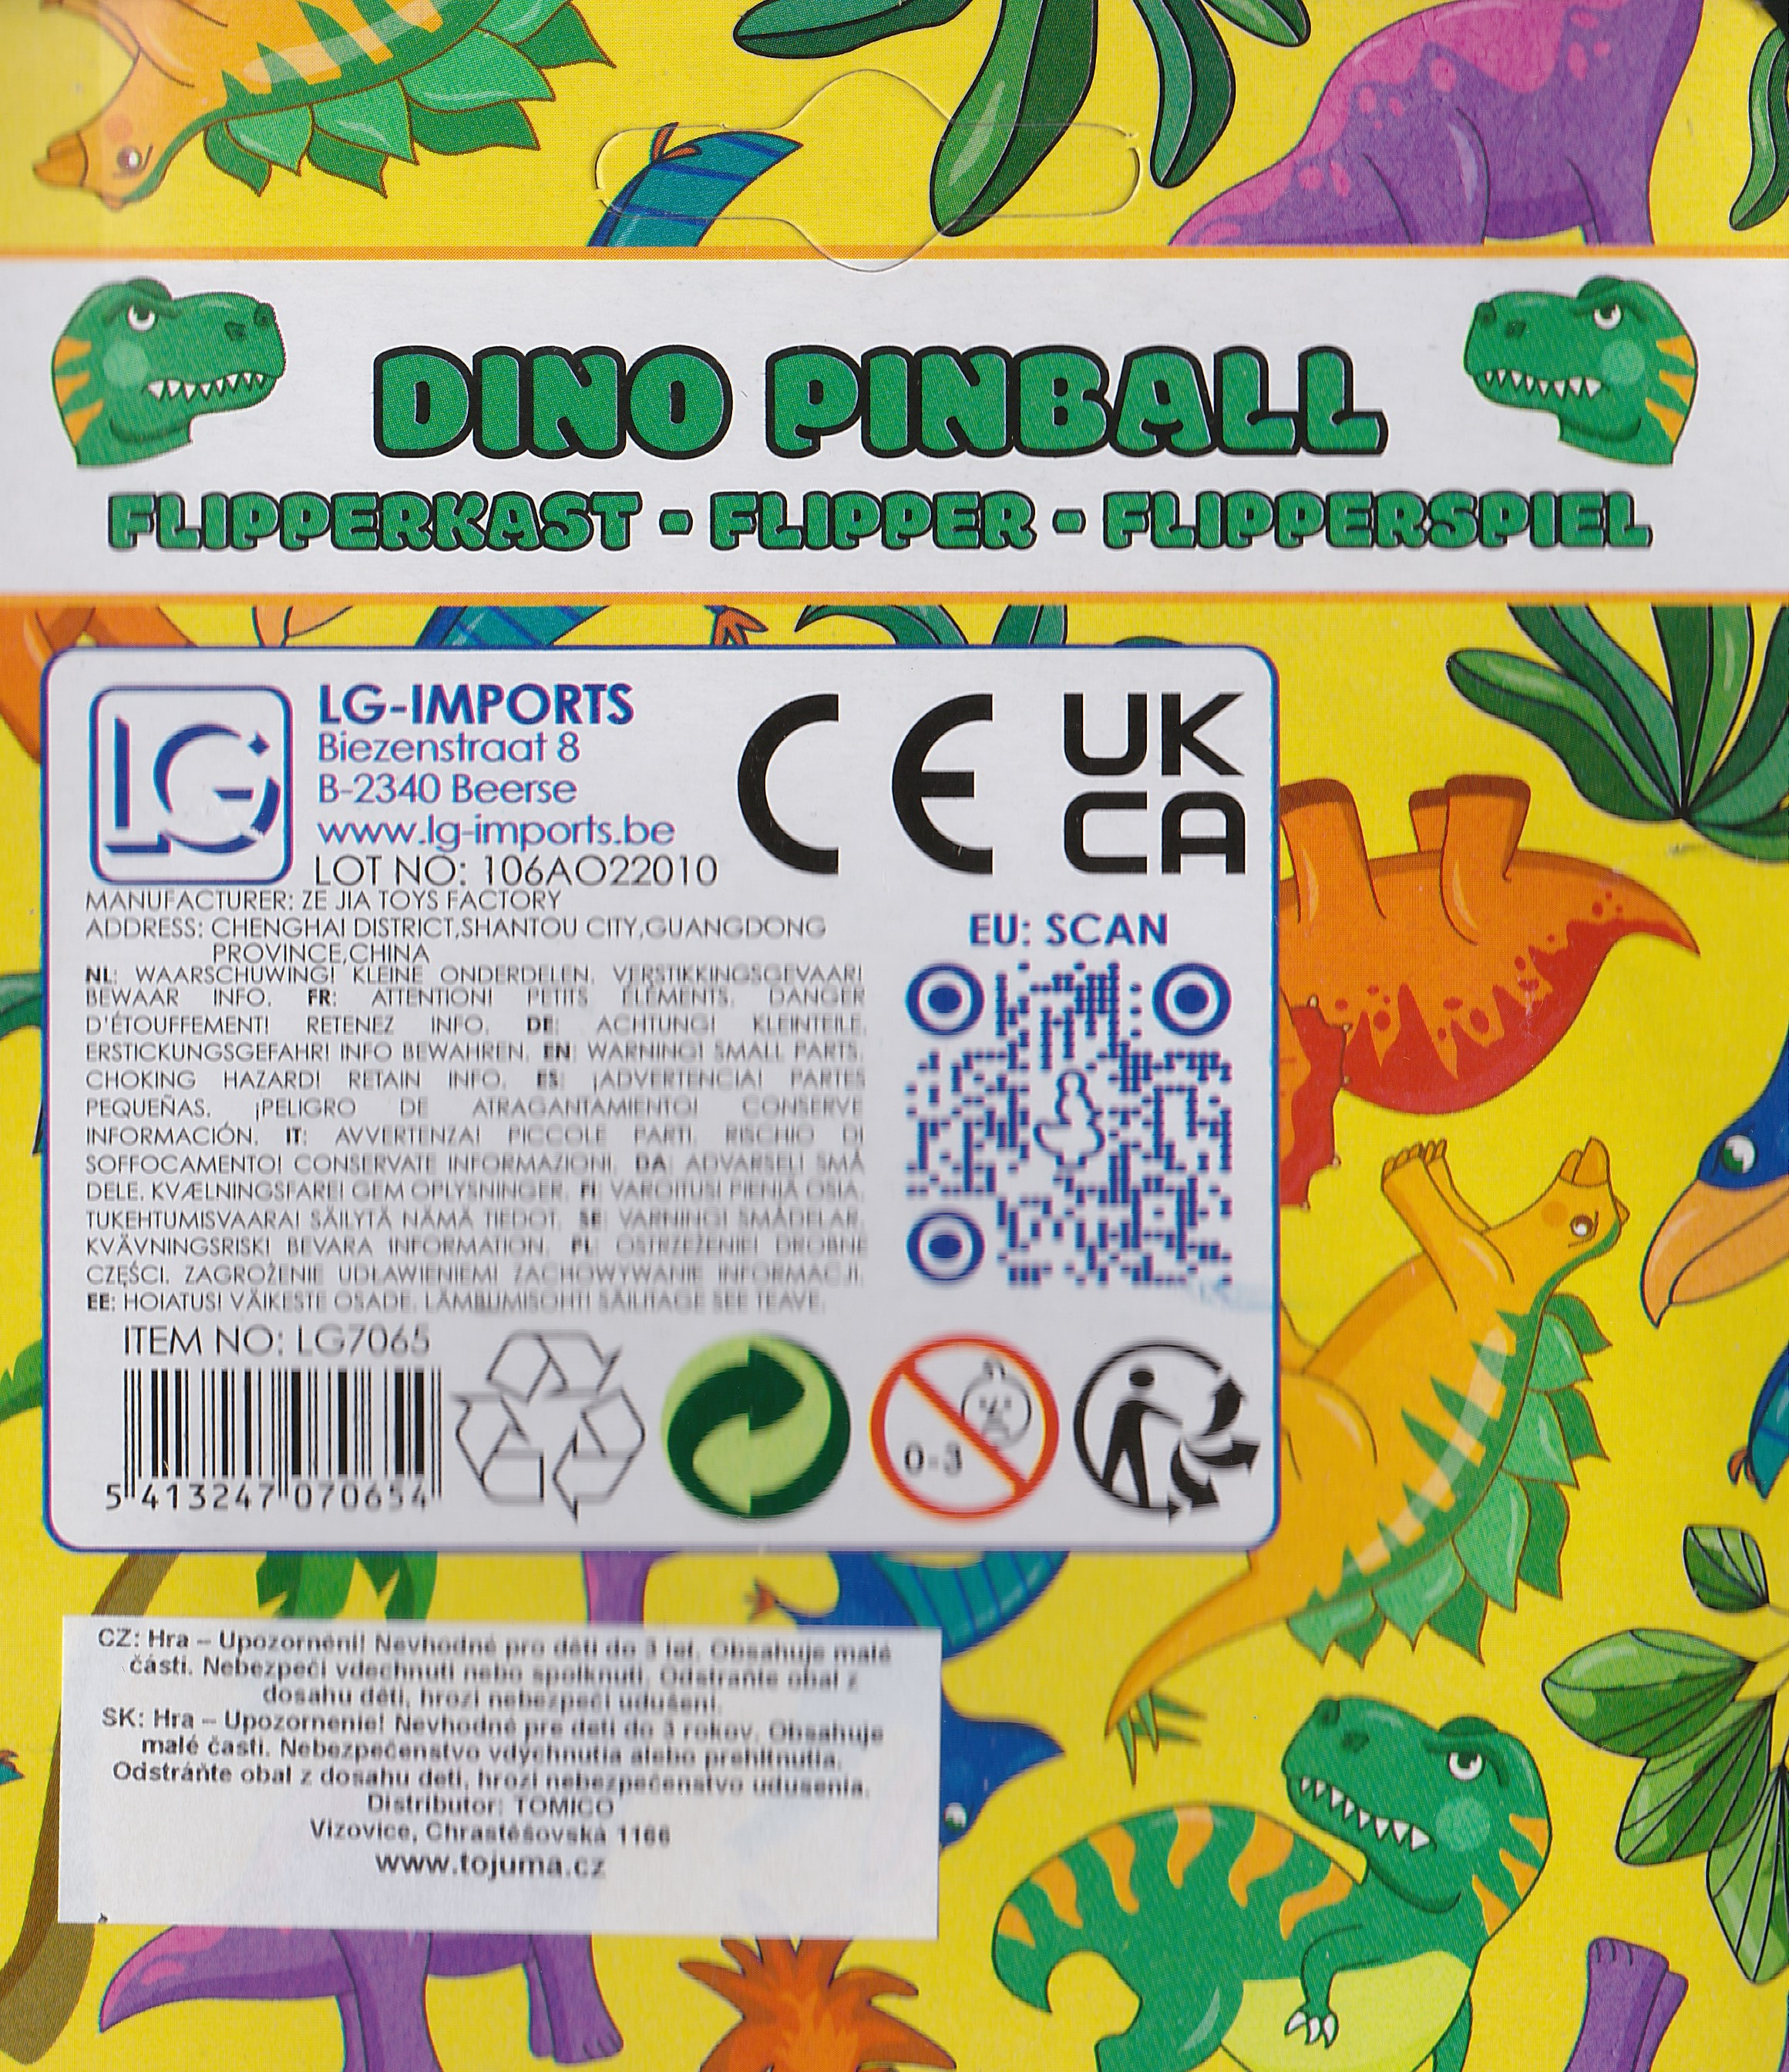 DINO PINBALL
FLIPPERKAST - FLIPPER - FLIPPERSPIEL
LG
LG-IMPORTS
Biezenstraat 8
B-2340 Beerse
www.lg-imports.be
LOT NO: 106AO22010
CE
UK
CA
MANUFACTURER: ZE JIA TOYS FACTORY
ADDRESS: CHENGHAI DISTRICT,SHANTOU CITY,GUANGDONG
PROVINCE,CHINA
EU: SCAN
NL: WAARSCHUWING! KLEINE ONDERDELEN. VERSTIKKINGSGEVAAR!
BEWAAR INFO. FR: ATTENTION! PETITS ÉLÉMENTS. DANGER
D'ÉTOUFFEMENT! RETENEZ INFO. DE: ACHTUNG! KLEINTEILE.
ERSTICKUNGSGEFAHR! INFO BEWAHREN. EN: WARNING! SMALL PARTS.
CHOKING HAZARD! RETAIN INFO. ES: ¡ADVERTENCIA! PARTES
PEQUEÑAS. ¡PELIGRO DE ATRAGANTAMIENTO! CONSERVE
INFORMACIÓN. IT: AVVERTENZA! PICCOLE PARTI. RISCHIO DI
SOFFOCAMENTO! CONSERVATE INFORMAZIONI. DA: ADVARSEL! SMÅ
DELE. KVÆLNINGSFARE! GEM OPLYSNINGER. FI: VAROITUS! PIENIÄ OSIA.
TUKEHTUMISVAARA! SÄILYTÄ NÄMÄ TIEDOT. SE: VARNING! SMÅDELAR.
KVÄVNINGSRISK! BEVARA INFORMATION. PL: OSTRZEŻENIE! DROBNE
CZĘŚCI. ZAGROŻENIE UDŁAWIENIEM! ZACHOWYWANIE INFORMACJI.
EE: HOIATUS! VÄIKESTE OSADE. LÄMBUMISOHT! SÄILITAGE SEE TEAVE.
ITEM NO: LG7065
5 413247 070654
0-3
CZ: Hra – Upozornění! Nevhodné pro děti do 3 let. Obsahuje malé
části. Nebezpečí vdechnutí nebo spolknutí. Odstraňte obal z
dosahu dětí, hrozí nebezpečí udušení.
SK: Hra – Upozornenie! Nevhodné pre deti do 3 rokov. Obsahuje
malé časti. Nebezpečenstvo vdýchnutia alebo prehltnutia.
Odstráňte obal z dosahu detí, hrozí nebezpečenstvo udusenia.
Distributor: TOMICO
Vizovice, Chrastěšovská 1166
www.tojuma.cz